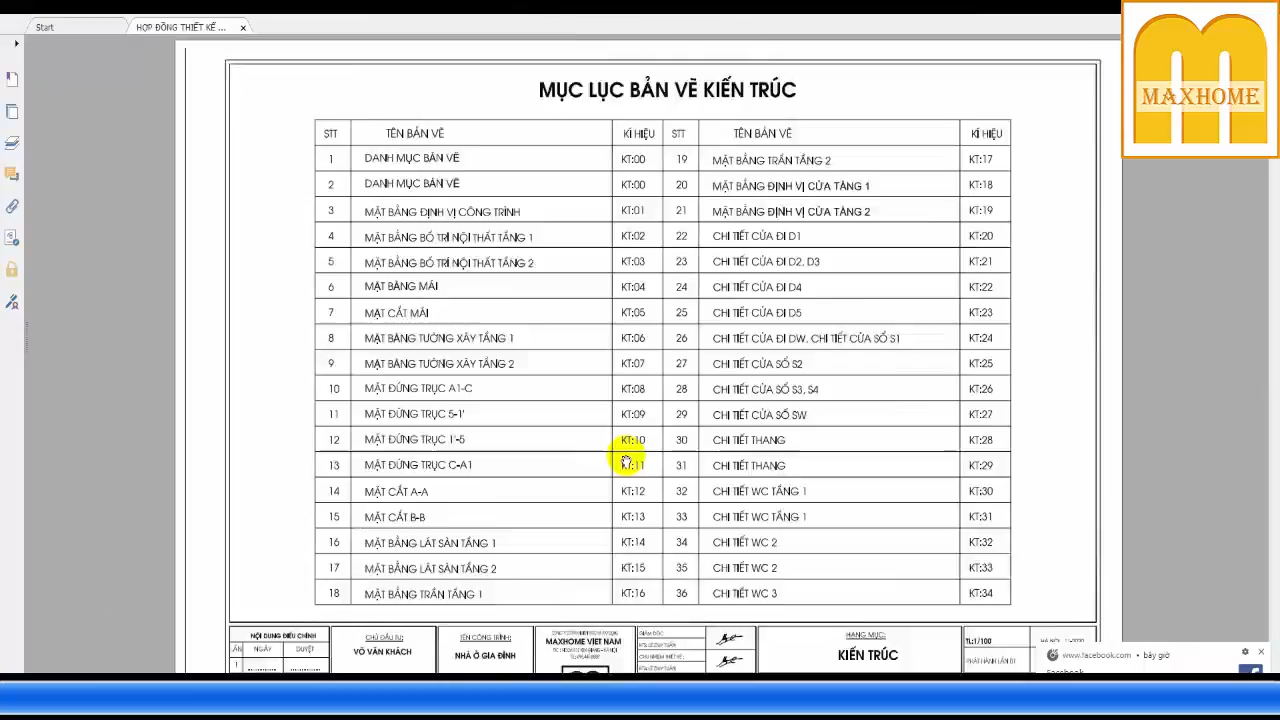 Start
HỢP ĐỒNG THIẾT KẾ ...
MAXHOME
MỤC LỤC BẢN VẼ KIẾN TRÚC
STT TÊN BẢN VẼ KÍ HIỆU STT TÊN BẢN VẼ KÍ HIỆU
1 DANH MỤC BẢN VẼ KT:00 19 MẶT BẰNG TRẦN TẦNG 2 KT:17
2 DANH MỤC BẢN VẼ KT:00 20 MẶT BẰNG ĐỊNH VỊ CỬA TẦNG 1 KT:18
3 MẶT BẰNG ĐỊNH VỊ CÔNG TRÌNH KT:01 21 MẶT BẰNG ĐỊNH VỊ CỬA TẦNG 2 KT:19
4 MẶT BẰNG BỐ TRÍ NỘI THẤT TẦNG 1 KT:02 22 CHI TIẾT CỬA ĐI D1 KT:20
5 MẶT BẰNG BỐ TRÍ NỘI THẤT TẦNG 2 KT:03 23 CHI TIẾT CỬA ĐI D2, D3 KT:21
6 MẶT BẰNG MÁI KT:04 24 CHI TIẾT CỬA ĐI D4 KT:22
7 MẶT CẮT MÁI KT:05 25 CHI TIẾT CỬA ĐI D5 KT:23
8 MẶT BẰNG TƯỜNG XÂY TẦNG 1 KT:06 26 CHI TIẾT CỬA ĐI DW, CHI TIẾT CỬA SỔ S1 KT:24
9 MẶT BẰNG TƯỜNG XÂY TẦNG 2 KT:07 27 CHI TIẾT CỬA SỔ S2 KT:25
10 MẶT ĐỨNG TRỤC A1-C KT:08 28 CHI TIẾT CỬA SỔ S3, S4 KT:26
11 MẶT ĐỨNG TRỤC 5-1' KT:09 29 CHI TIẾT CỬA SỔ SW KT:27
12 MẶT ĐỨNG TRỤC 1'-5 KT:10 30 CHI TIẾT THANG KT:28
13 MẶT ĐỨNG TRỤC C-A1 KT:11 31 CHI TIẾT THANG KT:29
14 MẶT CẮT A-A KT:12 32 CHI TIẾT WC TẦNG 1 KT:30
15 MẶT CẮT B-B KT:13 33 CHI TIẾT WC TẦNG 1 KT:31
16 MẶT BẰNG LÁT SÀN TẦNG 1 KT:14 34 CHI TIẾT WC 2 KT:32
17 MẶT BẰNG LÁT SÀN TẦNG 2 KT:15 35 CHI TIẾT WC 2 KT:33
18 MẶT BẰNG TRẦN TẦNG 1 KT:16 36 CHI TIẾT WC 3 KT:34
NỘI DUNG ĐIỀU CHỈNH
NGÀY DUYỆT
1
CHỦ ĐẦU TƯ:
VÕ VĂN KHÁCH
TÊN CÔNG TRÌNH:
NHÀ Ở GIA ĐÌNH
MAXHOME VIỆT NAM
GIÁM ĐỐC
HẠNG MỤC:
KIẾN TRÚC
TL:1/100
PHÁT HÀNH LẦN 01
www.facebook.com • bây giờ
Facebook